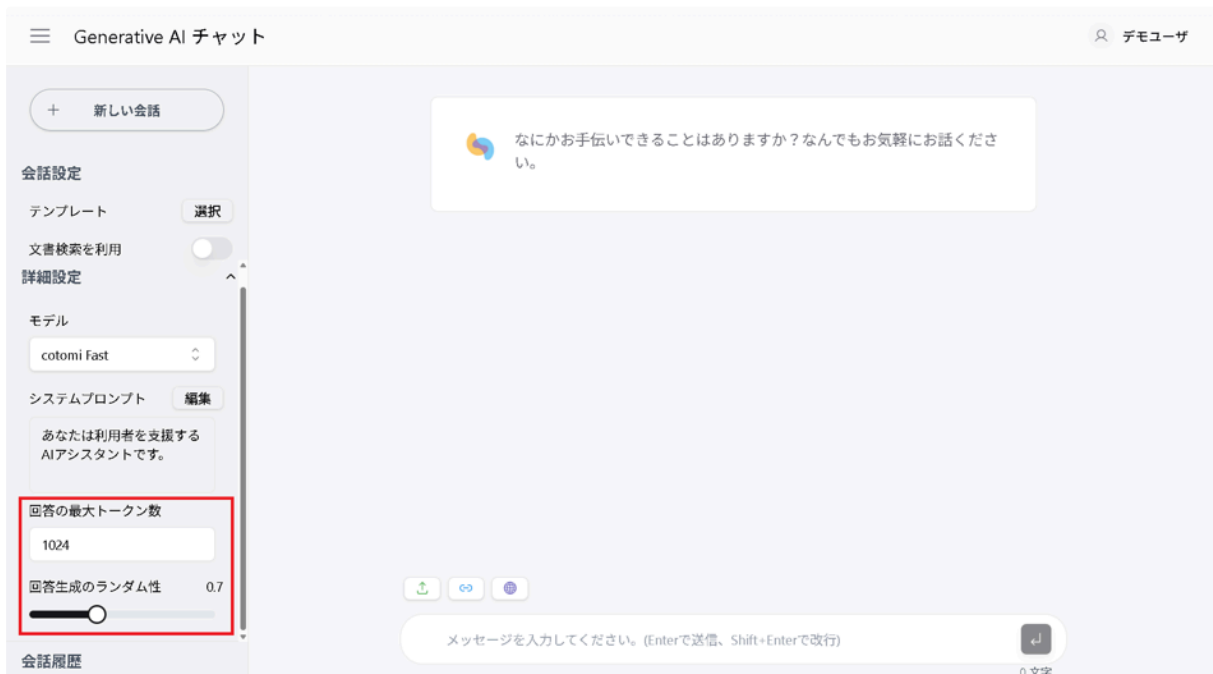 Generative AI チャット
デモユーザ
新しい会話
会話設定
テンプレート
選択
文書検索を利用
詳細設定
モデル
cotomi Fast
システムプロンプト
編集
あなたは利用者を支援する
AIアシスタントです。
回答の最大トークン数
1024
回答生成のランダム性 0.7
会話履歴
なにかお手伝いできることはありますか？なんでもお気軽にお話くださ
い。
メッセージを入力してください。(Enterで送信、Shift+Enterで改行)
0 文字